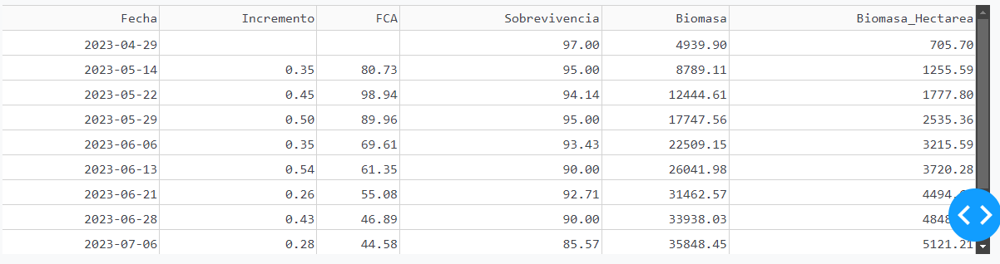 Fecha Incremento FCA Sobrevivencia Biomasa Biomasa_Hectarea
2023-04-29 97.00 4939.90 705.70
2023-05-14 0.35 80.73 95.00 8789.11 1255.59
2023-05-22 0.45 98.94 94.14 12444.61 1777.80
2023-05-29 0.50 89.96 95.00 17747.56 2535.36
2023-06-06 0.35 69.61 93.43 22509.15 3215.59
2023-06-13 0.54 61.35 90.00 26041.98 3720.28
2023-06-21 0.26 55.08 92.71 31462.57
2023-06-28 0.43 46.89 90.00 33938.03
2023-07-06 0.28 44.58 85.57 35848.45 5121.21